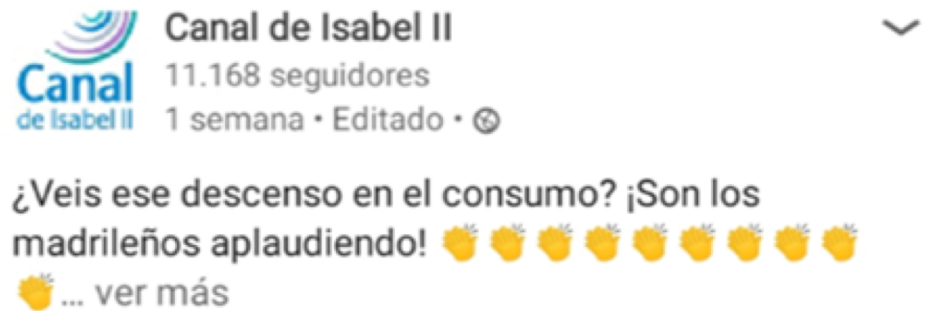 Canal
de Isabel II
Canal de Isabel II
11.168 seguidores
1 semana • Editado •
¿Veis ese descenso en el consumo? ¡Son los
madrileños aplaudiendo! 👏👏👏👏👏👏👏👏👏
👏... ver más